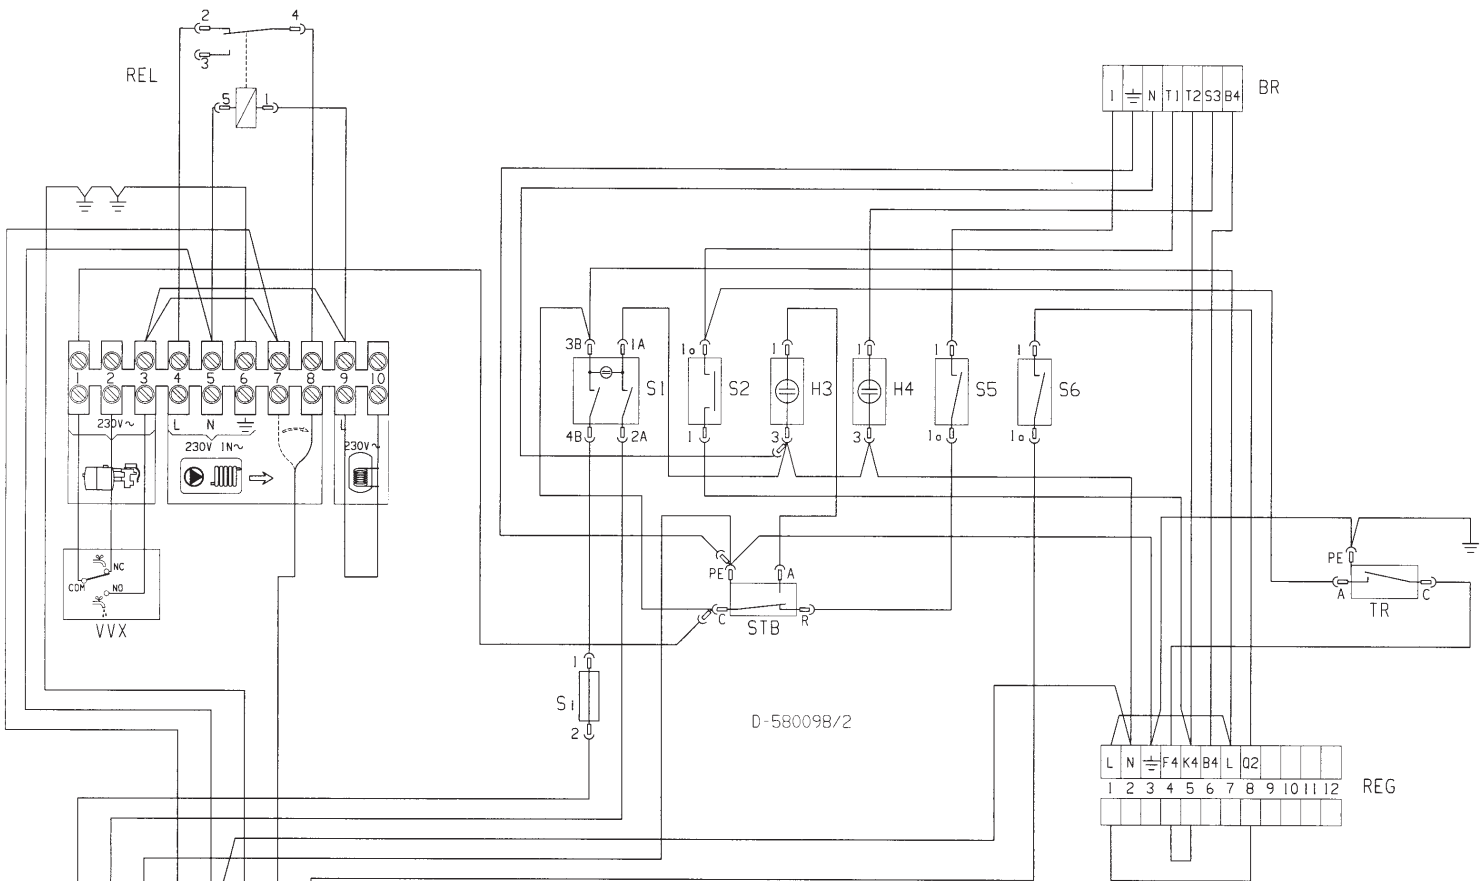 2 4
3
REL
5 1
BR
1 N T1 T2 S3 B4
3B 1A 1a 1 1 1 1
S1 S2 H3 H4 S5 S6
4B 2A 1 3 3 1a 1a
1 2 3 4 5 6 7 8 9 10
230V~ L N L
230V 1N~ 230V~
NC
COM NO
VVX
PE A
C R
STB
PE
A C
TR
1
Si
2
D-580098/2
L N F4 K4 B4 L Q2
1 2 3 4 5 6 7 8 9 10 11 12
REG